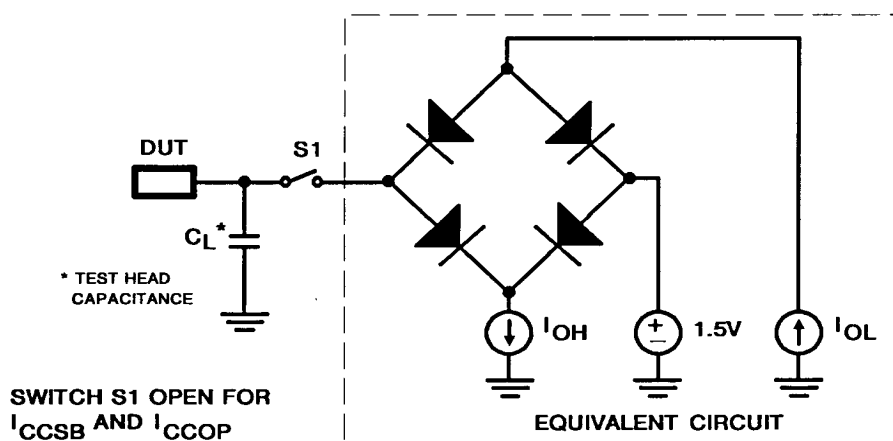 DUT
S1
CL*
* TEST HEAD
CAPACITANCE
IOH
+
−
1.5V
IOL
SWITCH S1 OPEN FOR
ICCSB AND ICCOP
EQUIVALENT CIRCUIT